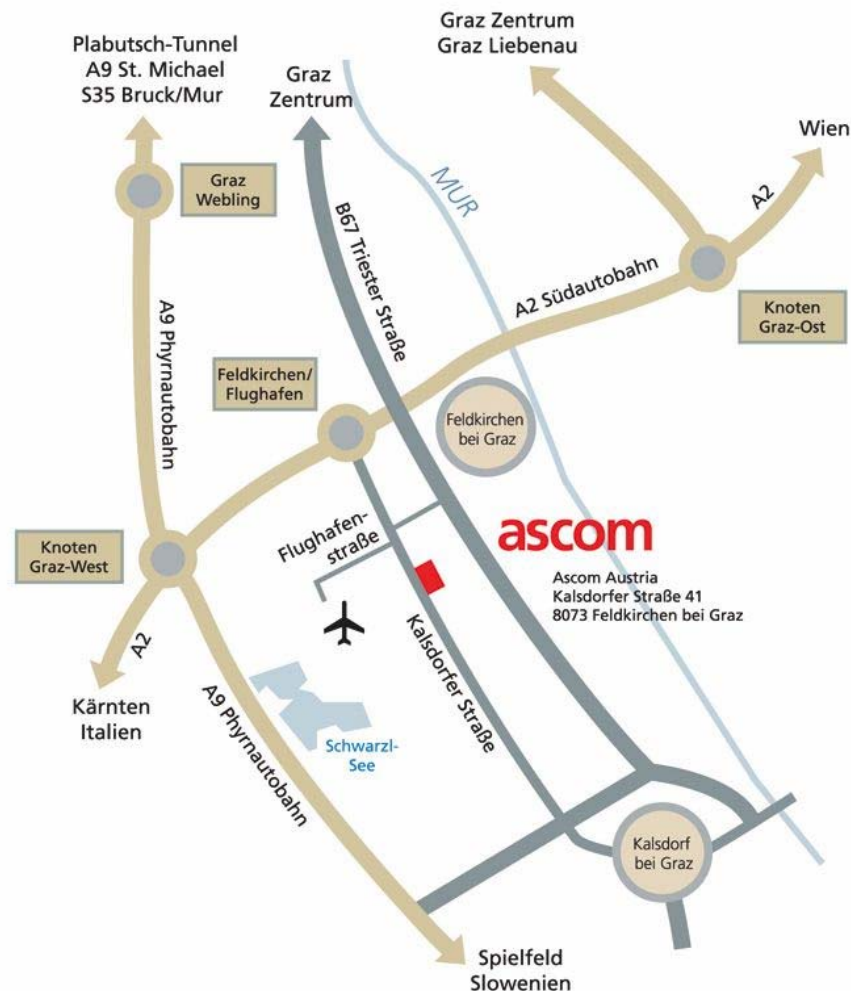 Plabutsch-Tunnel
A9 St. Michael
S35 Bruck/Mur
Graz
Zentrum
Graz Zentrum
Graz Liebenau
Wien
Graz
Webling
MUR
A2
B67 Triester Straße
A2 Südautobahn
Knoten
Graz-Ost
A9 Phyrnautobahn
Feldkirchen/
Flughafen
Feldkirchen
bei Graz
Knoten
Graz-West
Flughafen-
straße
ascom
Ascom Austria
Kalsdorfer Straße 41
8073 Feldkirchen bei Graz
A2
Kärnten
Italien
Kalsdorfer Straße
A9 Phyrnautobahn
Schwarzl-
See
Kalsdorf
bei Graz
Spielfeld
Slowenien